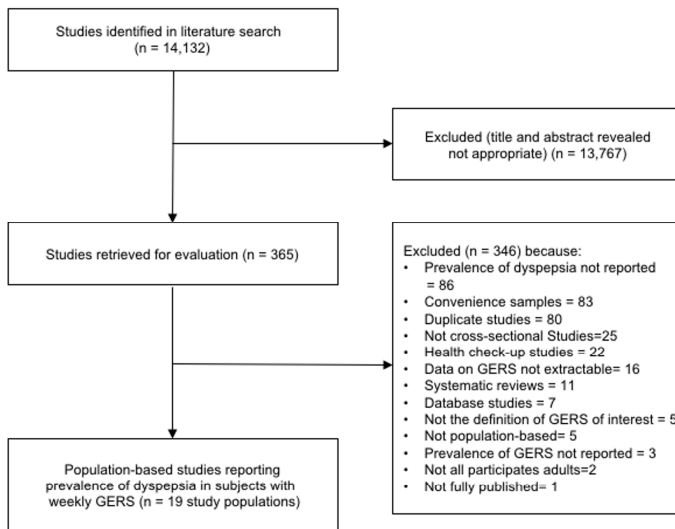 Studies identified in literature search
(n = 14,132)
Excluded (title and abstract revealed
not appropriate) (n = 13,767)
Studies retrieved for evaluation (n = 365)
Excluded (n = 346) because:
• Prevalence of dyspepsia not reported
= 86
• Convenience samples = 83
• Duplicate studies = 80
• Not cross-sectional Studies=25
• Health check-up studies = 22
• Data on GERS not extractable= 16
• Systematic reviews = 11
• Database studies = 7
• Not the definition of GERS of interest = 5
• Not population-based= 5
• Prevalence of GERS not reported = 3
• Not all participates adults=2
• Not fully published= 1
Population-based studies reporting
prevalence of dyspepsia in subjects with
weekly GERS (n = 19 study populations)